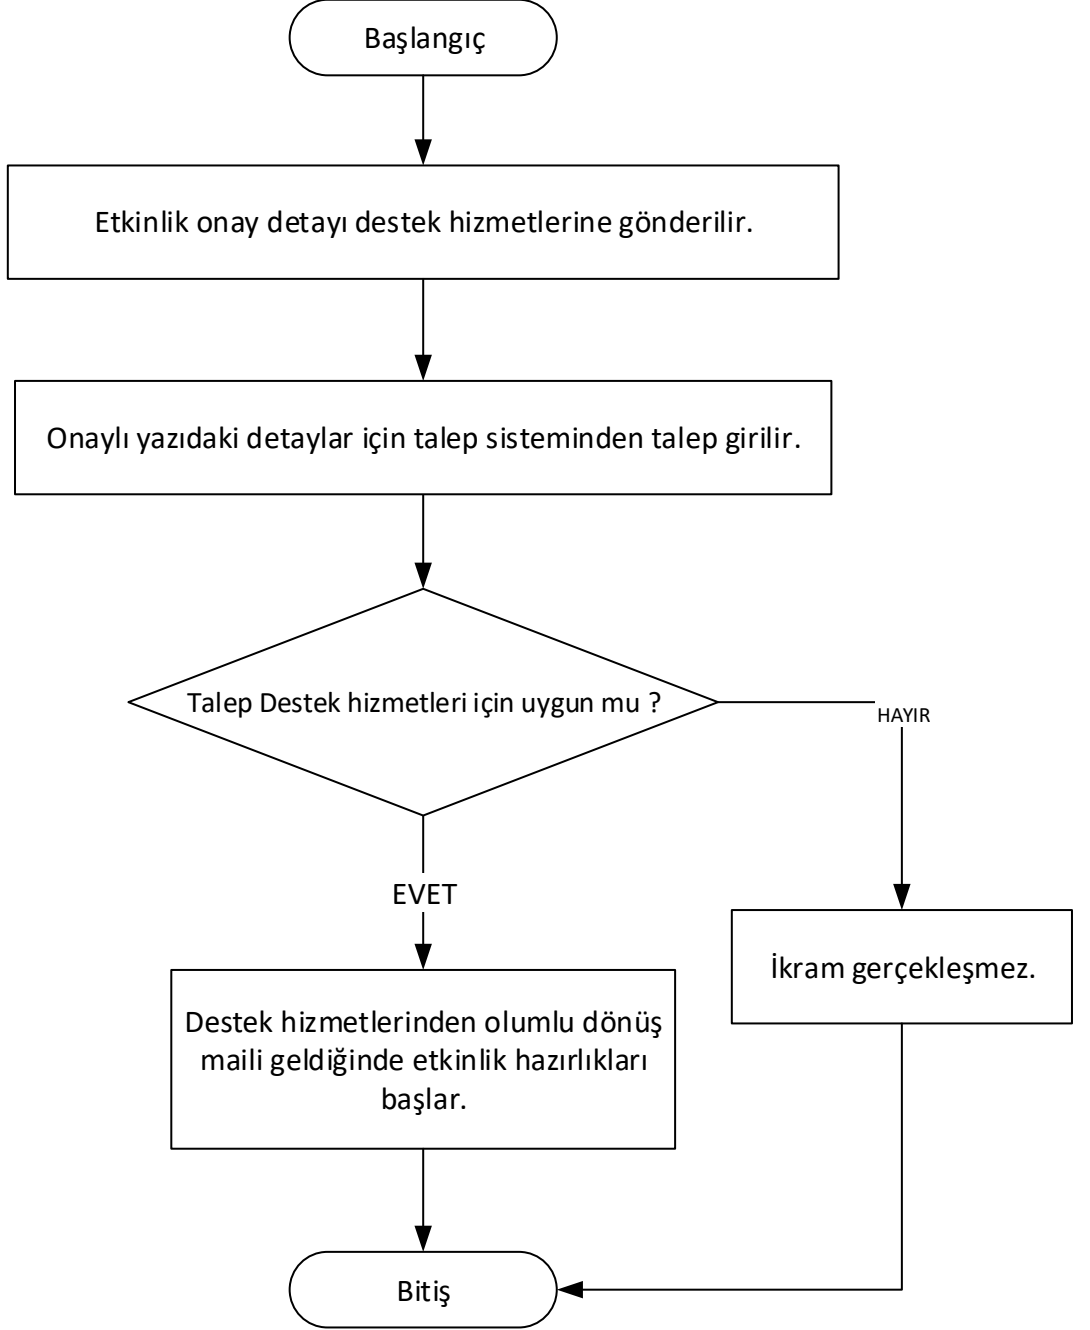 Başlangıç
Etkinlik onay detayı destek hizmetlerine gönderilir.
Onaylı yazıdaki detaylar için talep sisteminden talep girilir.
Talep Destek hizmetleri için uygun mu ?
HAYIR
EVET
İkram gerçekleşmez.
Destek hizmetlerinden olumlu dönüş
maili geldiğinde etkinlik hazırlıkları
başlar.
Bitiş